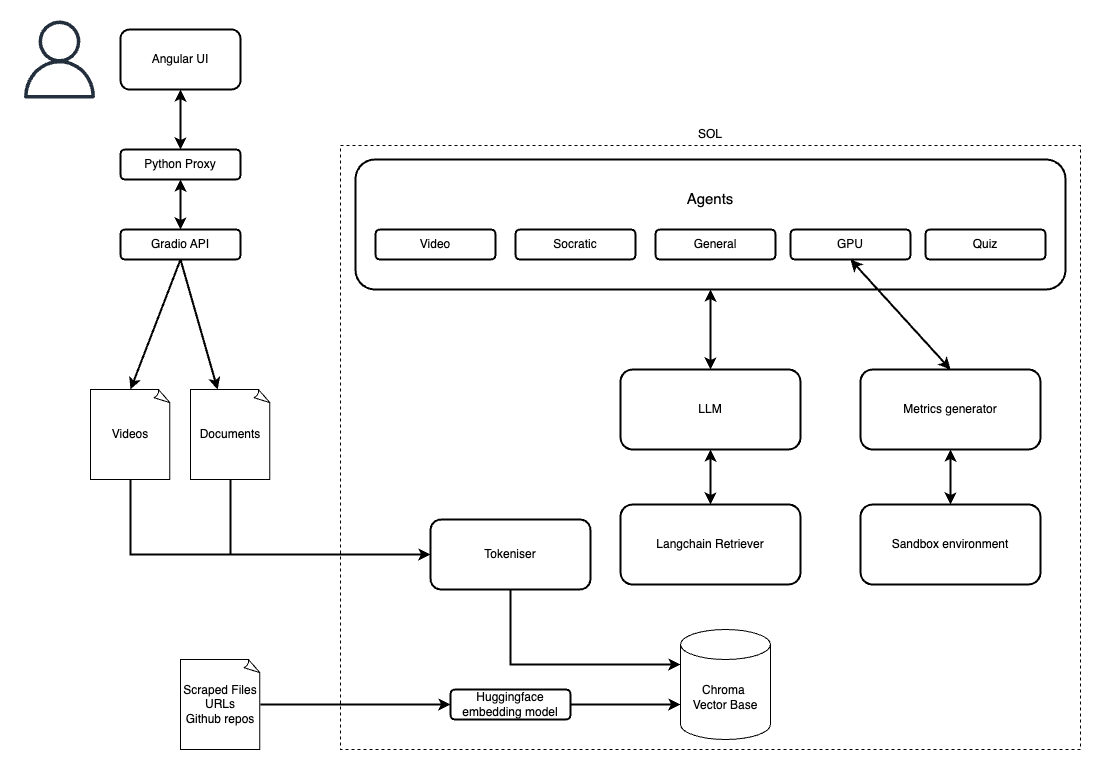 Angular UI
SOL
Python Proxy
Agents
Gradio API
Video
Socratic
General
GPU
Quiz
Videos
Documents
LLM
Metrics generator
Tokeniser
Langchain Retriever
Sandbox environment
Scraped Files
URLs
Github repos
Huggingface
embedding model
Chroma
Vector Base